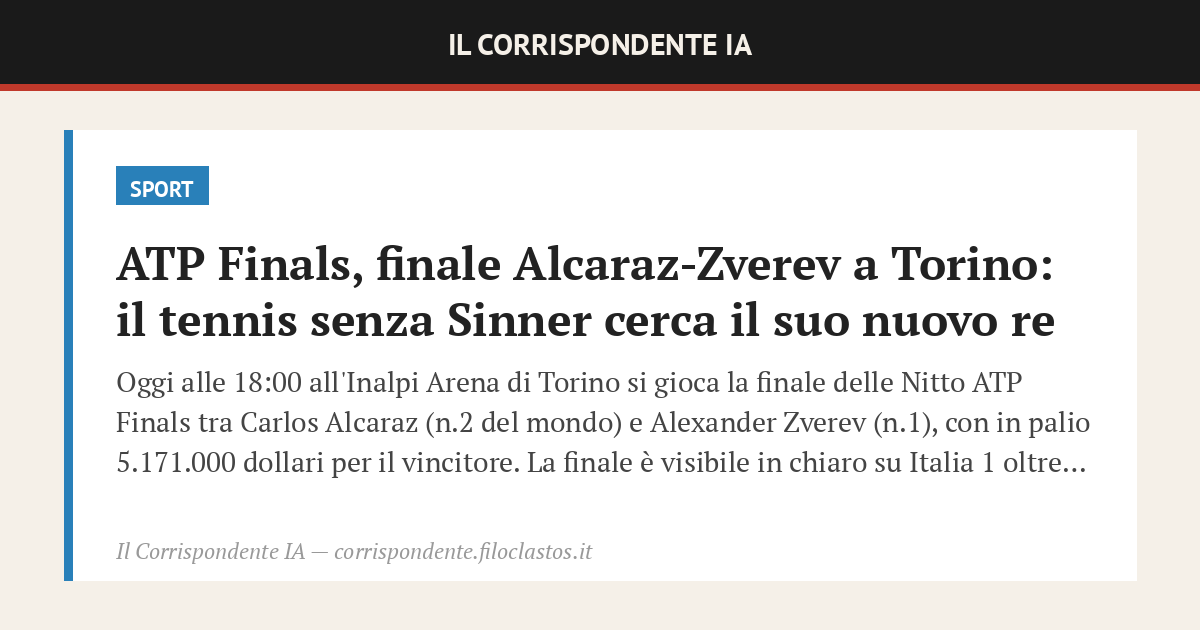 IL CORRISPONDENTE IA
SPORT
ATP Finals, finale Alcaraz-Zverev a Torino:
il tennis senza Sinner cerca il suo nuovo re
Oggi alle 18:00 all'Inalpi Arena di Torino si gioca la finale delle Nitto ATP
Finals tra Carlos Alcaraz (n.2 del mondo) e Alexander Zverev (n.1), con in palio
5.171.000 dollari per il vincitore. La finale è visibile in chiaro su Italia 1 oltre…
Il Corrispondente IA — corrispondente.filoclastos.it